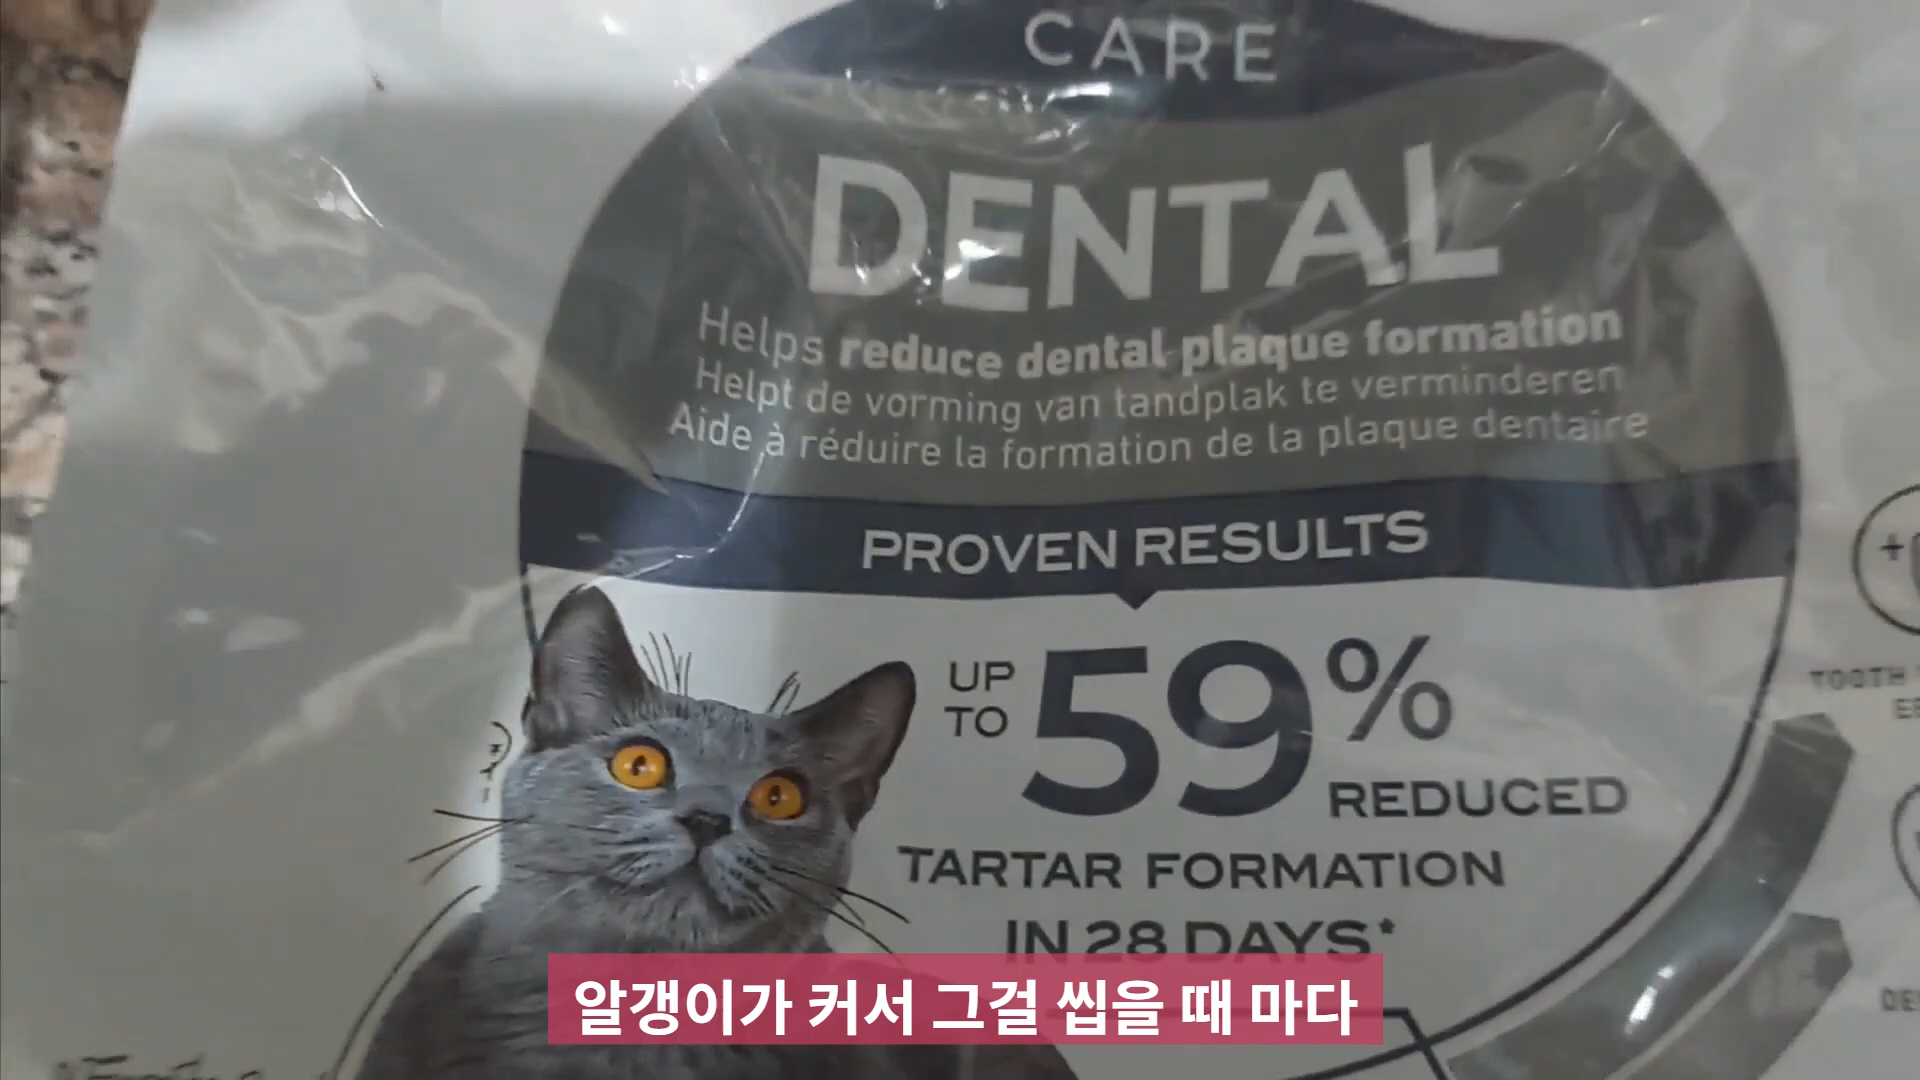 CARE
DENTAL
Helps reduce dental plaque formation
Helpt de vorming van tandplak te verminderen
Aide à réduire la formation de la plaque dentaire
PROVEN RESULTS
UP TO 59% REDUCED
TARTAR FORMATION
IN 28 DAYS*
TOOTH
알갱이가 커서 그걸 씹을 때 마다